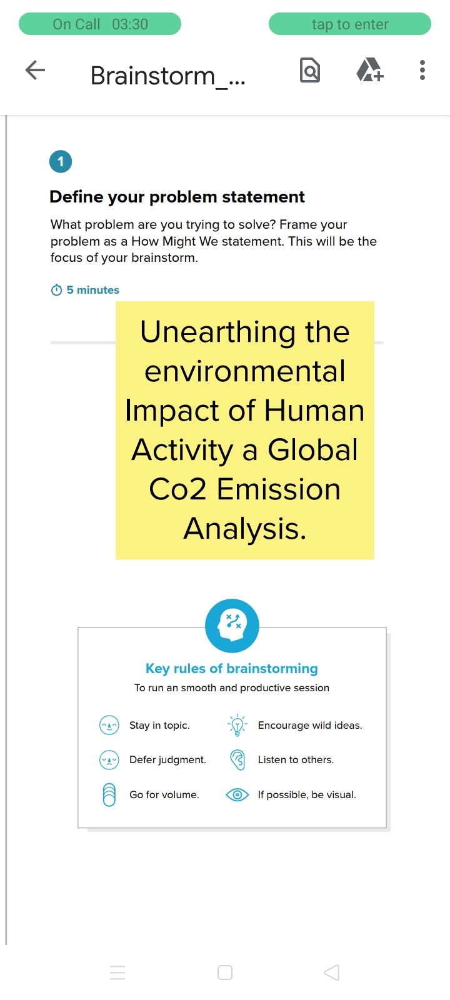 On Call 03:30
tap to enter
Brainstorm_...
1
Define your problem statement
What problem are you trying to solve? Frame your
problem as a How Might We statement. This will be the
focus of your brainstorm.
5 minutes
Unearthing the
environmental
Impact of Human
Activity a Global
Co2 Emission
Analysis.
Key rules of brainstorming
To run an smooth and productive session
Stay in topic.
Encourage wild ideas.
Defer judgment.
Listen to others.
Go for volume.
If possible, be visual.